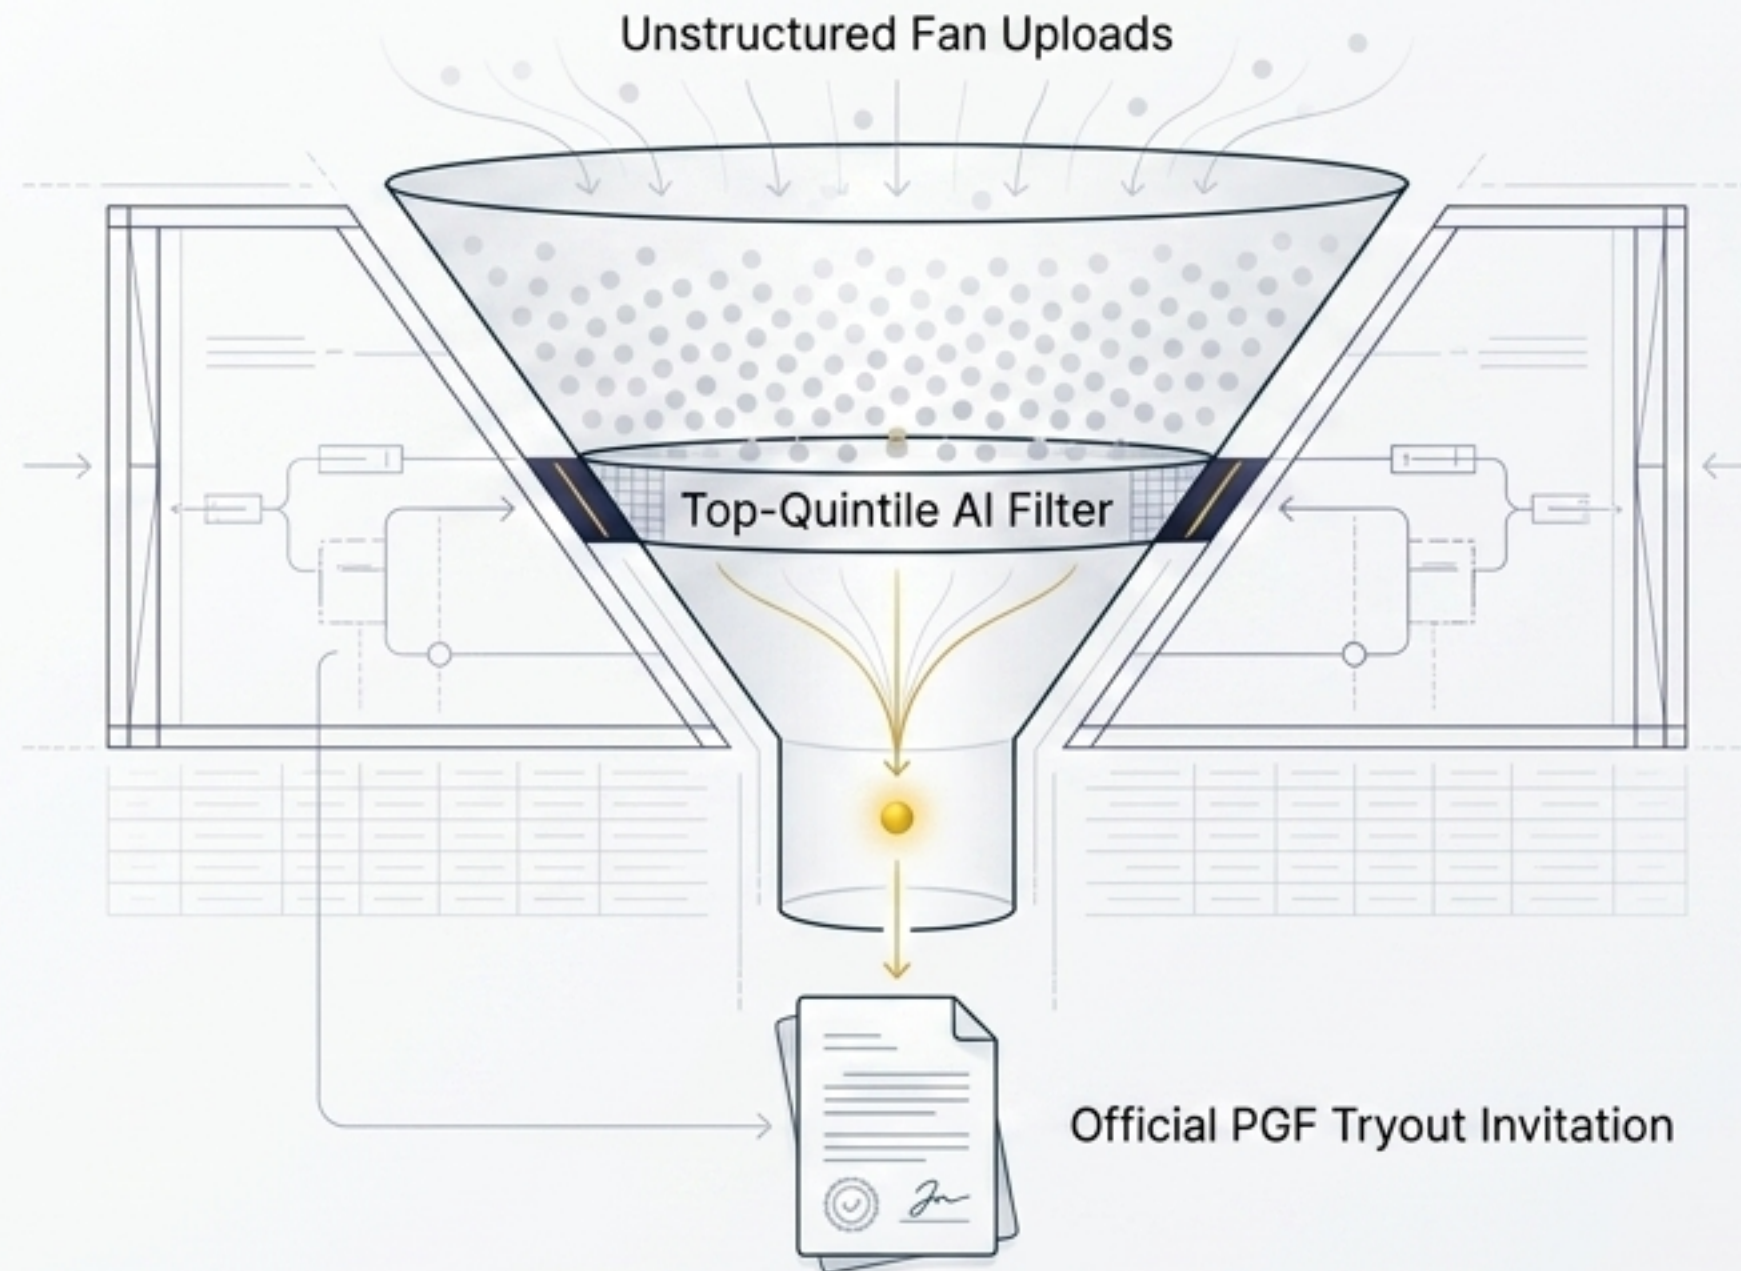 Unstructured Fan Uploads
Top-Quintile AI Filter
Official PGF Tryout Invitation